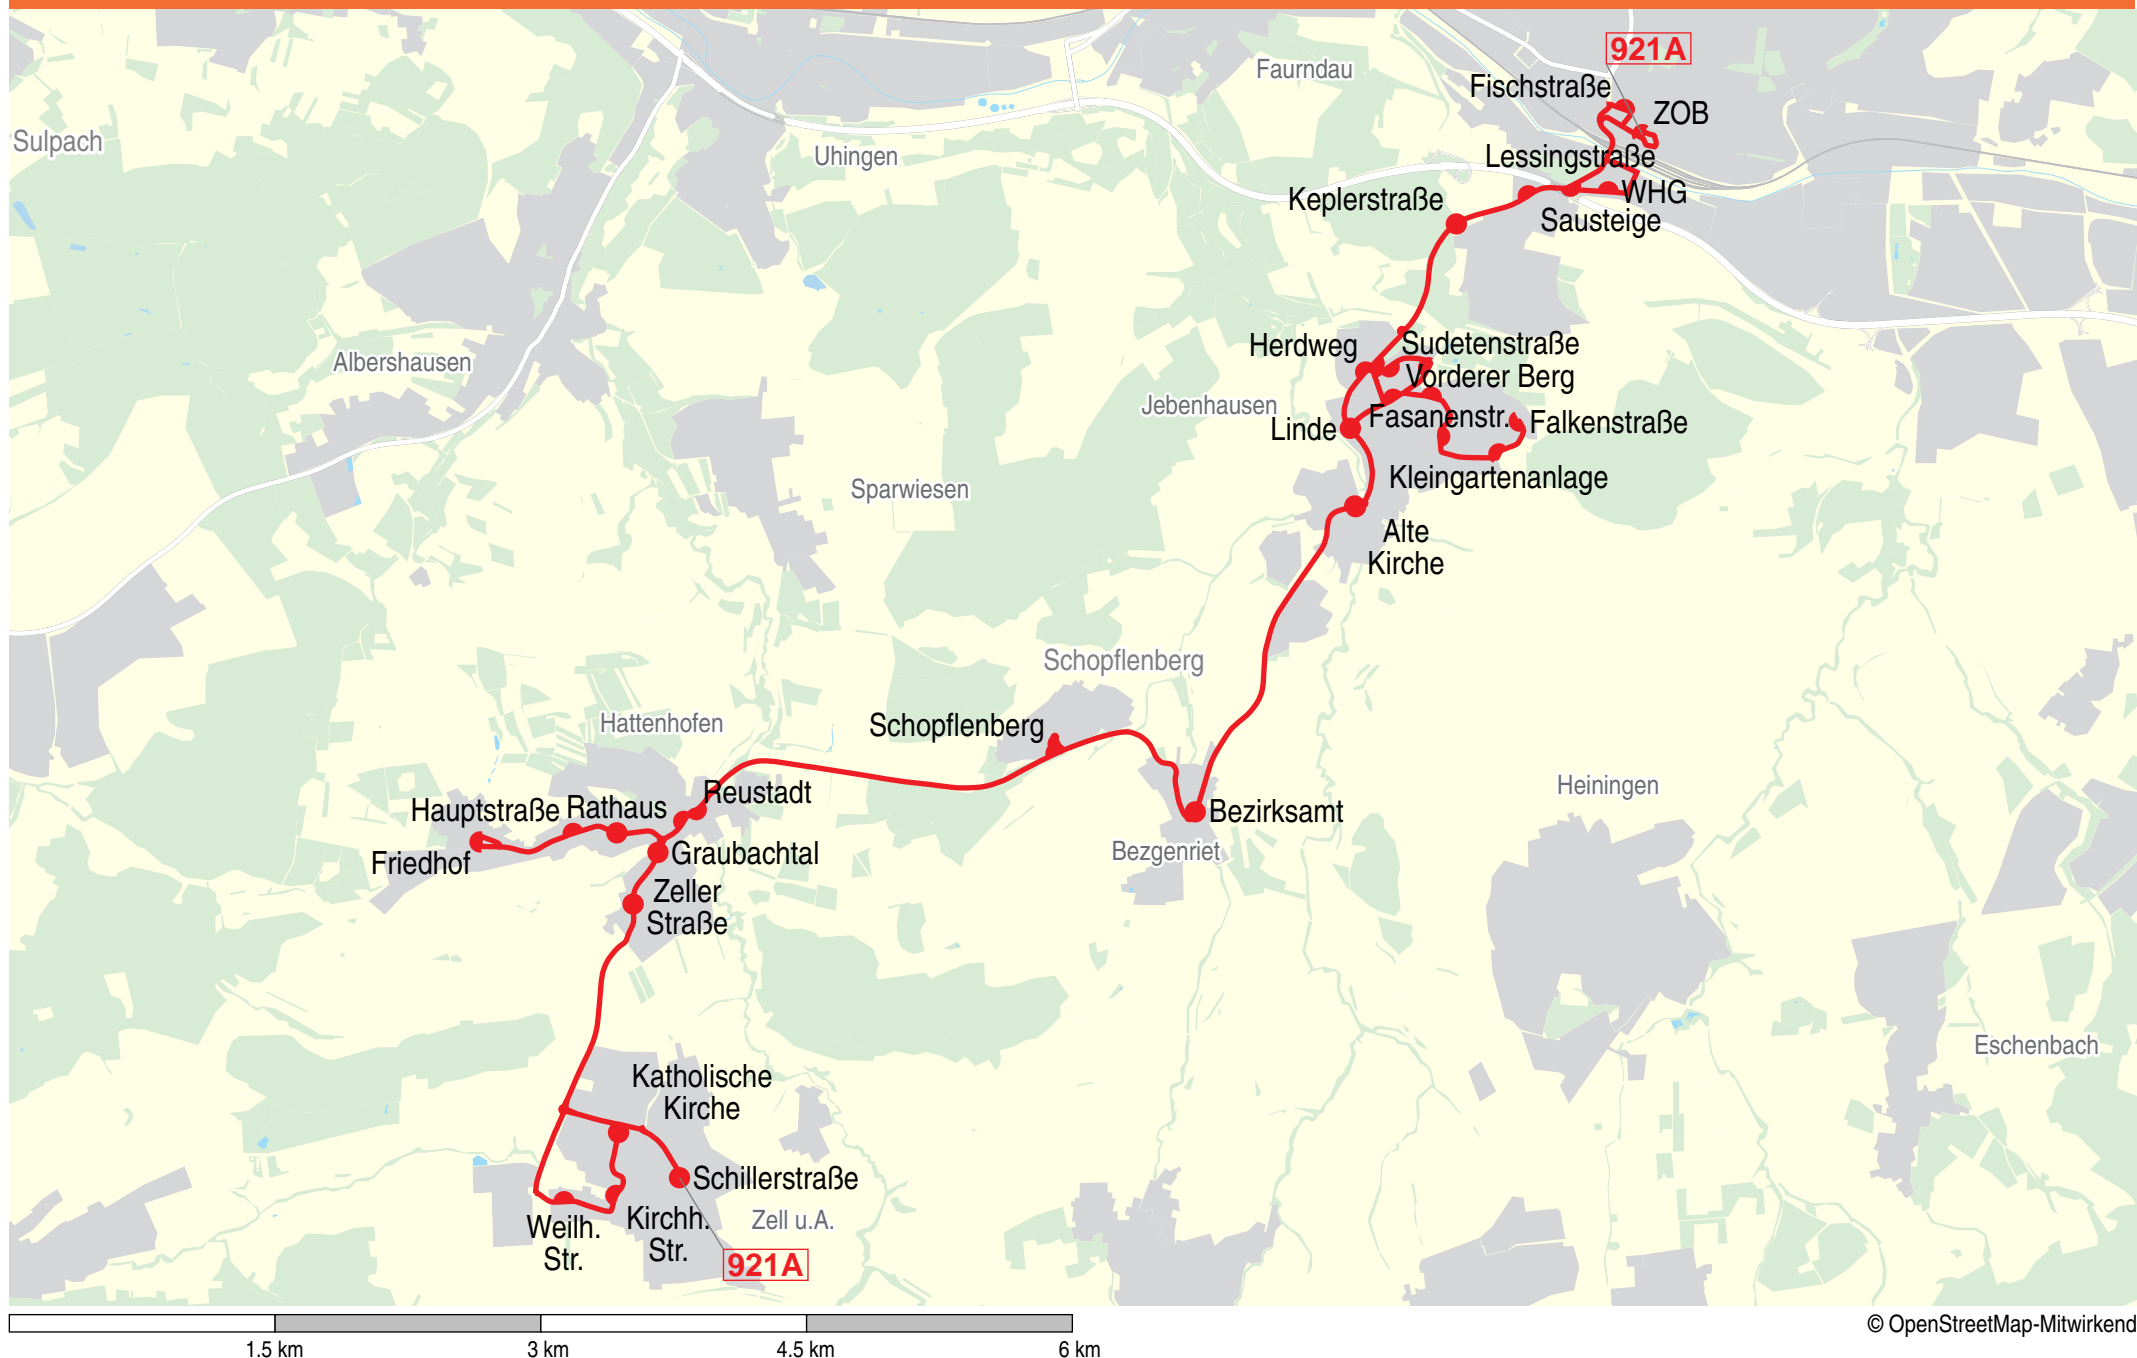 921A
Faurndau
Fischstraße
ZOB
Sulpach
Uhingen
Lessingstraße
Keplerstraße
WHG
Sausteige
Herdweg
Sudetenstraße
Albershausen
Vorderer Berg
Jebenhausen
Fasanenstr.
Falkenstraße
Linde
Kleingartenanlage
Sparwiesen
Alte
Kirche
Schopflenberg
Hattenhofen
Schopflenberg
Heiningen
Reustadt
Hauptstraße
Rathaus
Bezirksamt
Friedhof
Graubachtal
Bezgenriet
Zeller
Straße
Eschenbach
Katholische
Kirche
Schillerstraße
Weilh.
Str.
Kirchh.
Str.
Zell u.A.
921A
© OpenStreetMap-Mitwirkend
1.5 km
3 km
4.5 km
6 km